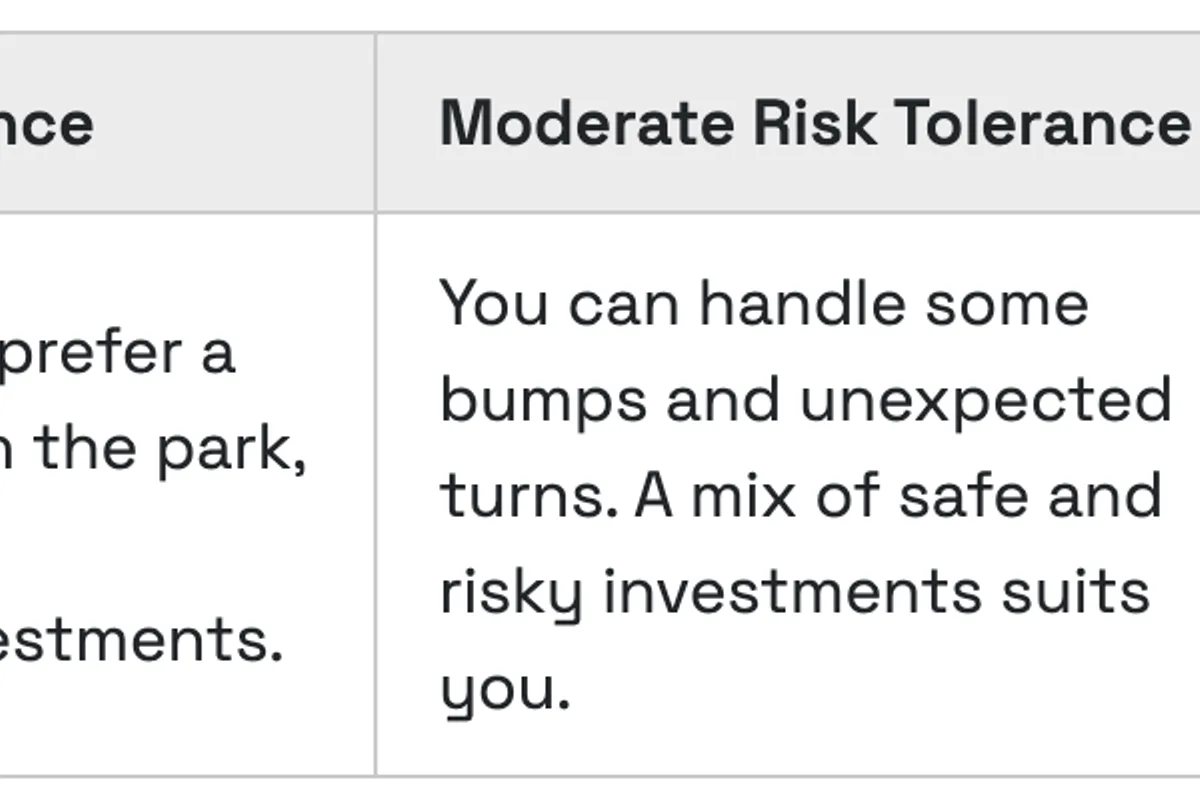 nce
Moderate Risk Tolerance
prefer a
the park,
estments.
You can handle some
bumps and unexpected
turns. A mix of safe and
risky investments suits
you.